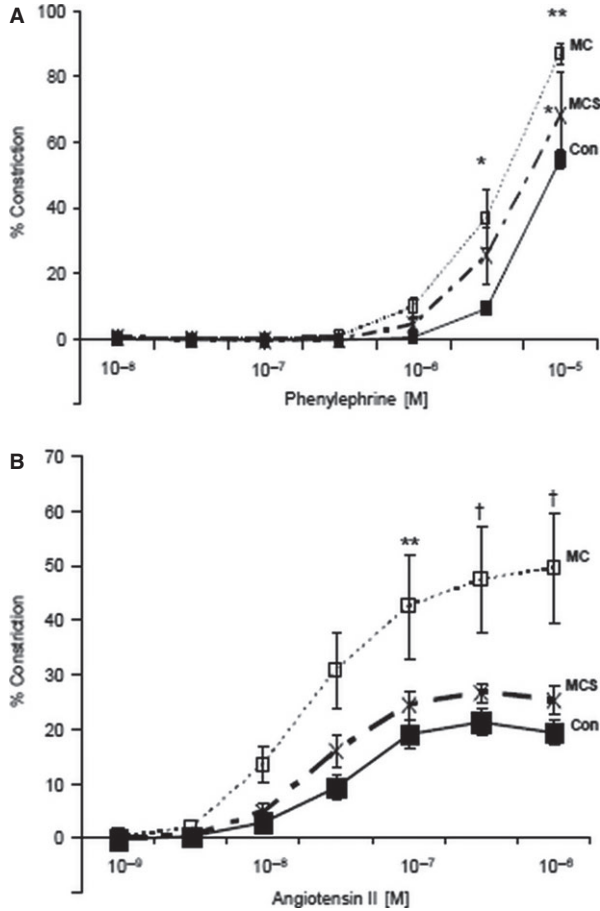 A
100
**
MC
80
MCS
*
60
Con
% Constriction
40
*
20
0
10–8
10–7
10–6
10–5
Phenylephrine [M]
B
70
60
†
†
**
50
MC
40
% Constriction
30
MCS
20
Con
10
0
10–9
10–8
10–7
10–6
Angiotensin II [M]